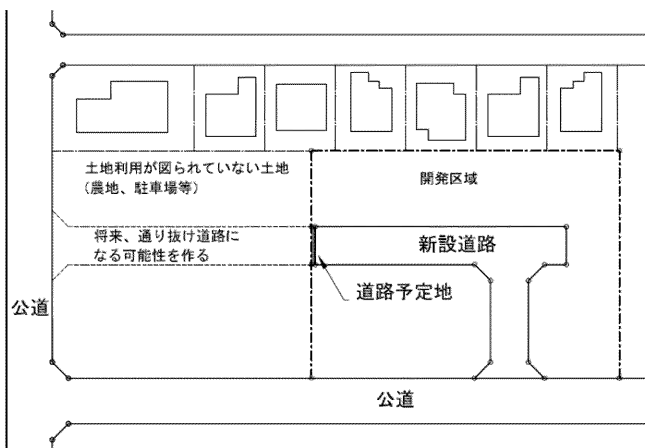 土地利用が図られていない土地
（農地、駐車場等）
開発区域
将来、通り抜け道路に
なる可能性を作る
新設道路
道路予定地
公道
公道